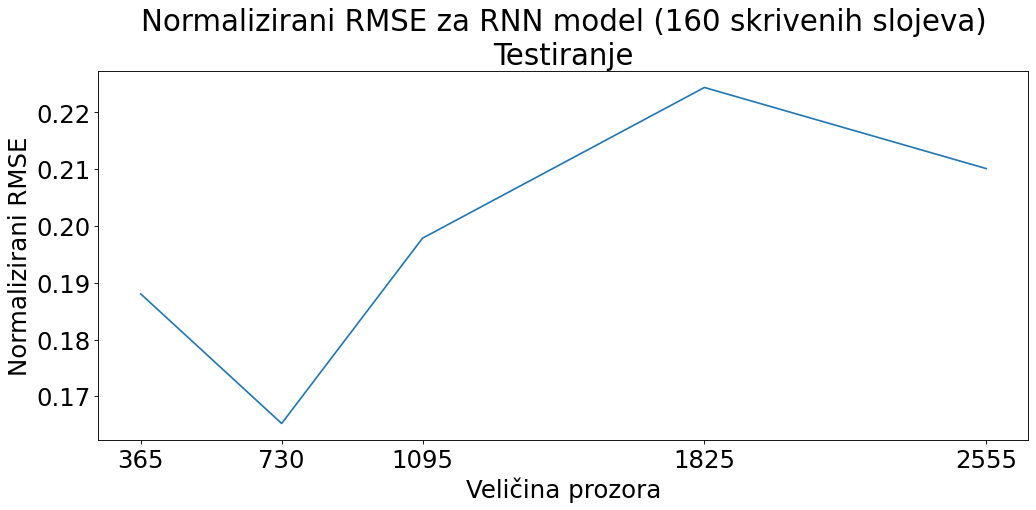 Normalizirani RMSE za RNN model (160 skrivenih slojeva)
Testiranje
Normalizirani RMSE
0.22
0.21
0.20
0.19
0.18
0.17
365 730 1095 1825 2555
Veličina prozora